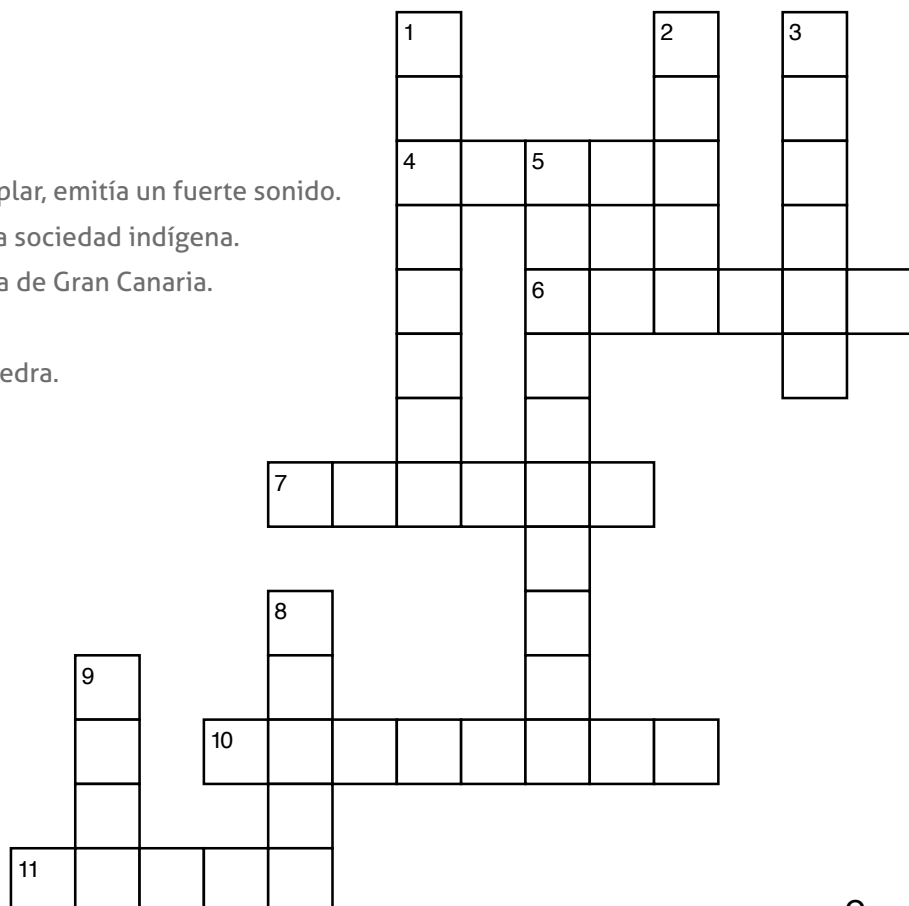 1 2 3
4 5
plar, emitía un fuerte sonido.
a sociedad indígena.
a de Gran Canaria.
6
edra.
7
8
9
10
11